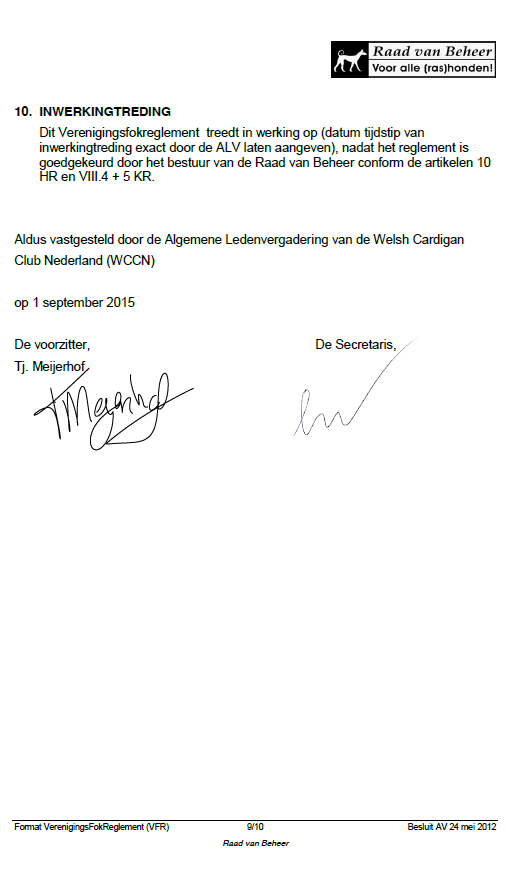 Raad van Beheer
Voor alle (ras)honden!
10. INWERKINGTREDING
Dit Verenigingsfokreglement treedt in werking op (datum tijdstip van
inwerkingtreding exact door de ALV laten aangeven), nadat het reglement is
goedgekeurd door het bestuur van de Raad van Beheer conform de artikelen 10
HR en VIII.4 + 5 KR.
Aldus vastgesteld door de Algemene Ledenvergadering van de Welsh Cardigan
Club Nederland (WCCN)
op 1 september 2015
De voorzitter, De Secretaris,
Tj. Meijerhof,
Format VerenigingsFokReglement (VFR) 9/10 Besluit AV 24 mei 2012
Raad van Beheer